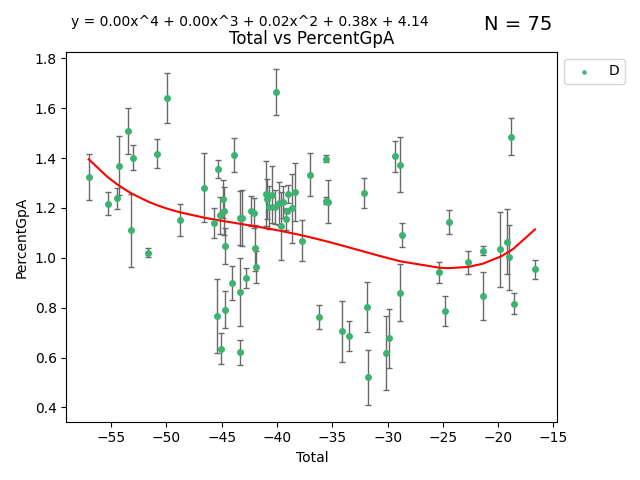 y = 0.00x^4 + 0.00x^3 + 0.02x^2 + 0.38x + 4.14
N = 75
Total vs PercentGpA
D
PercentGpA
1.8
1.6
1.4
1.2
1.0
0.8
0.6
0.4
−55 −50 −45 −40 −35 −30 −25 −20 −15
Total